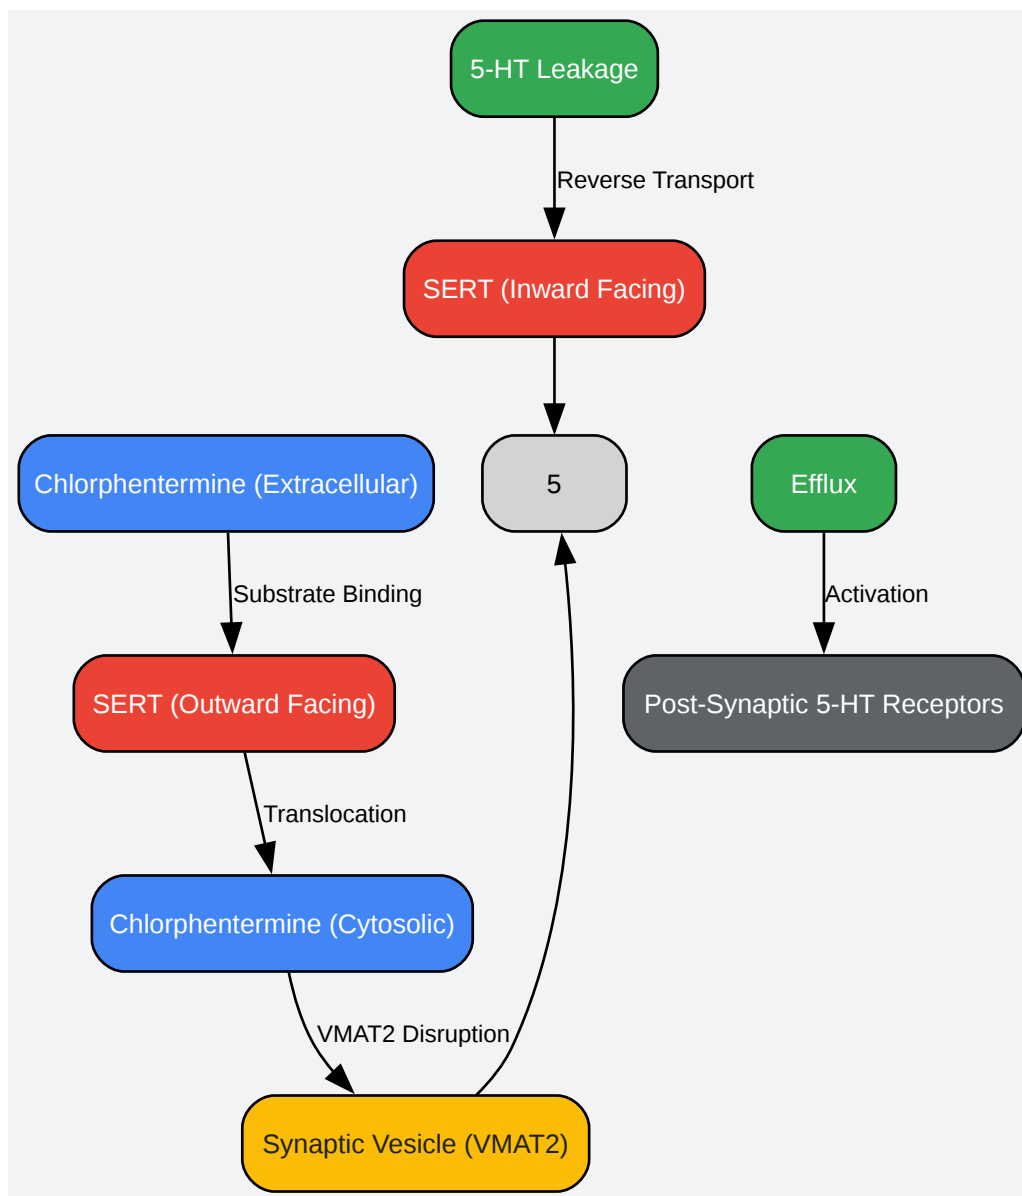 5-HT Leakage
Reverse Transport
SERT (Inward Facing)
Chlorphentermine (Extracellular)
5
Efflux
Substrate Binding
Activation
SERT (Outward Facing)
Post-Synaptic 5-HT Receptors
Translocation
Chlorphentermine (Cytosolic)
VMAT2 Disruption
Synaptic Vesicle (VMAT2)